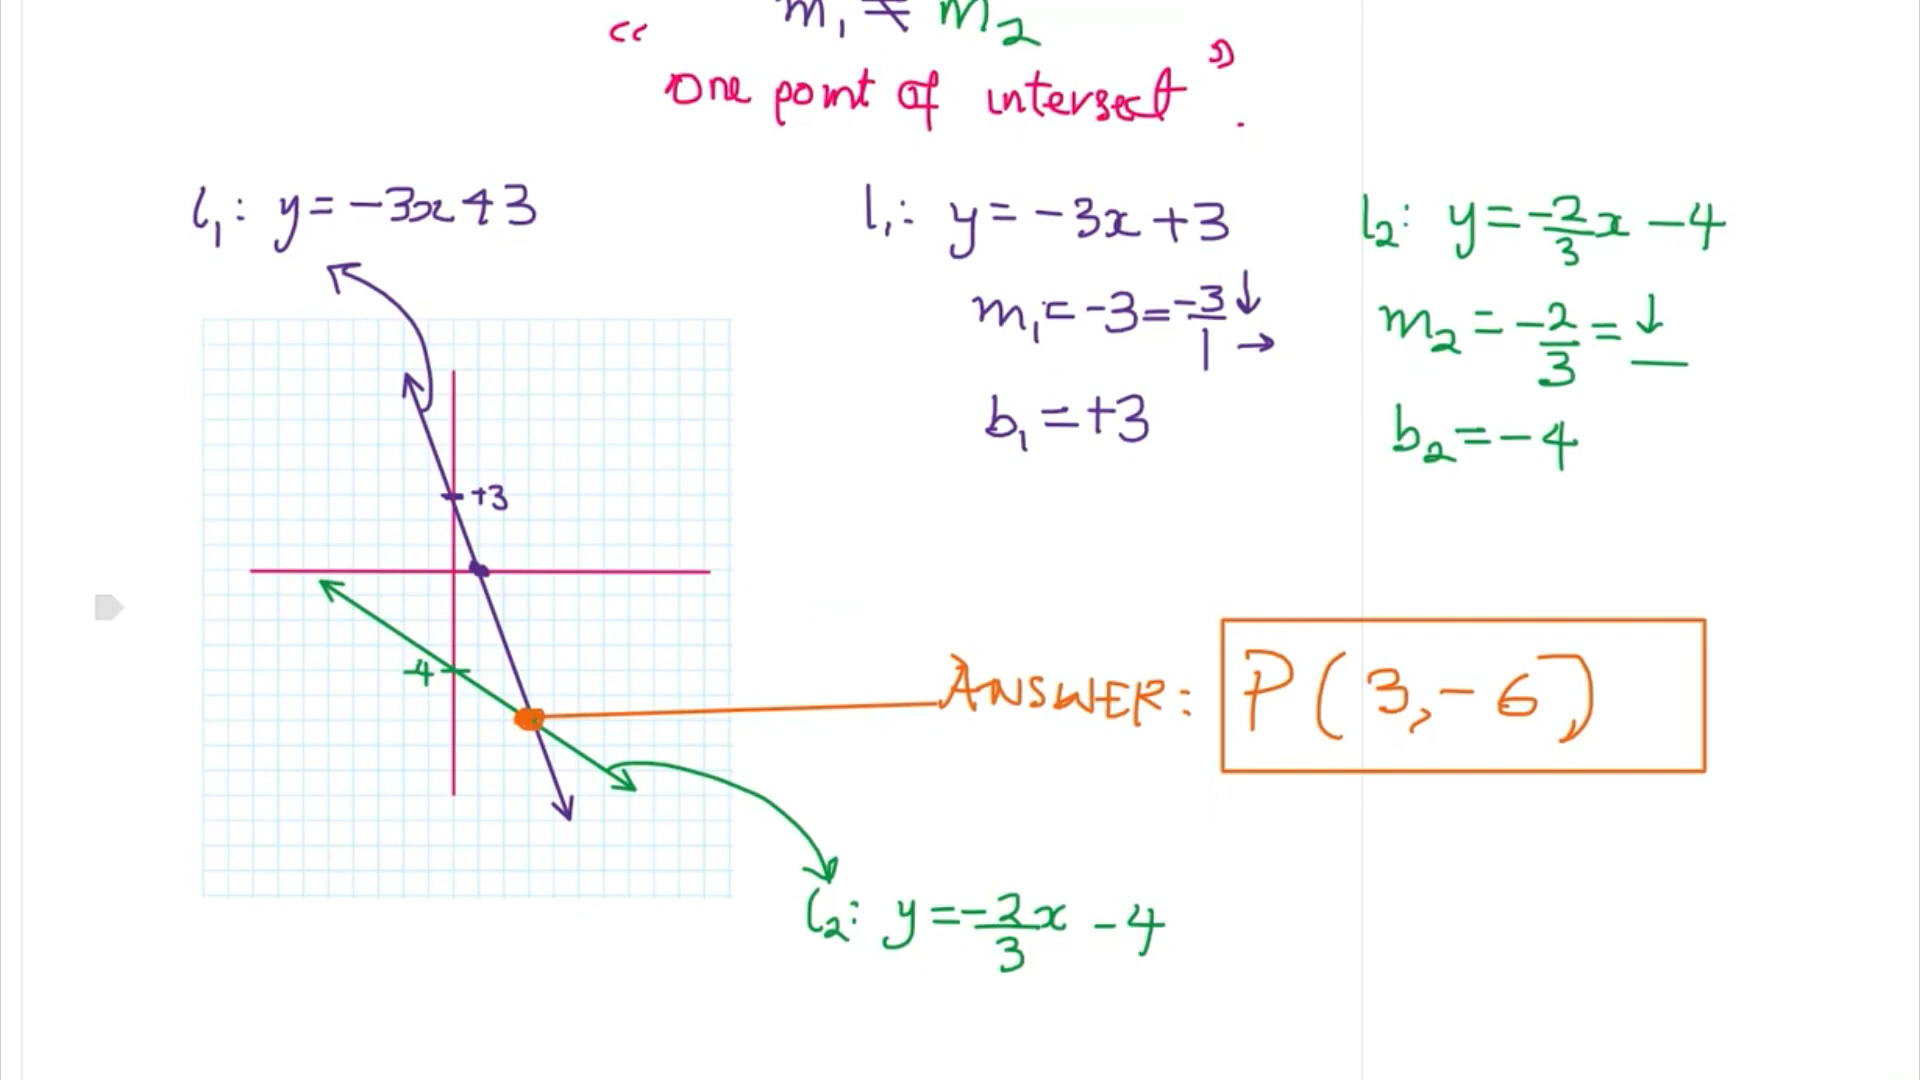 m₁ ≠ m₂
"one point of intersect".
l₁: y = -3x+3
l₁: y = -3x +3
l₂: y = -2/3 x - 4
m₁ = -3 = -3/1 ↓ →
m₂ = -2/3 = ↓ —
b₁ = +3
b₂ = -4
+3
-4
ANSWER: P(3, -6)
l₂: y = -2/3 x - 4